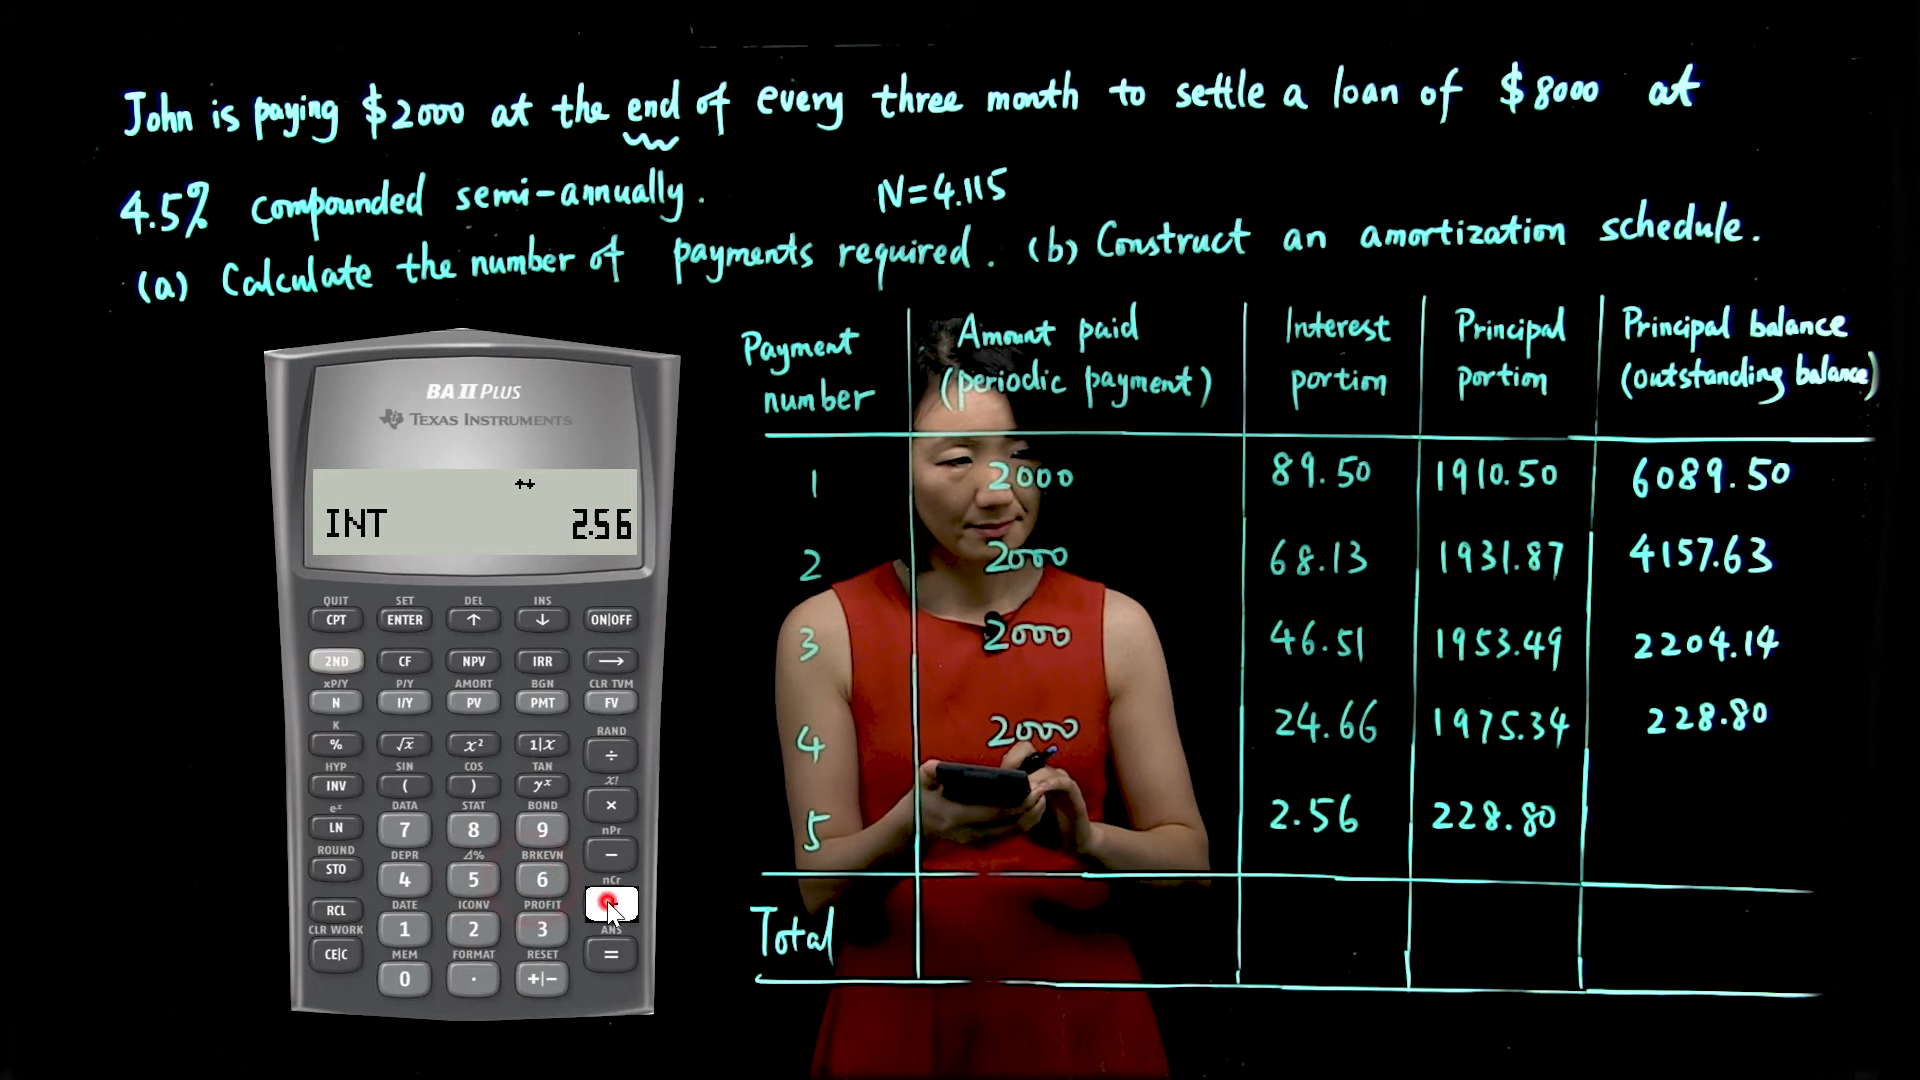 John is paying $2000 at the end of every three month to settle a loan of $8000 at
4.5% compounded semi-annually. N=4.115
(a) Calculate the number of payments required. (b) Construct an amortization schedule.
Payment number Amount paid (periodic payment) Interest portion Principal portion Principal balance (outstanding balance)
1 2000 89.50 1910.50 6089.50
2 2000 68.13 1931.87 4157.63
3 2000 46.51 1953.49 2204.14
4 2000 24.66 1975.34 228.80
5 2.56 228.80
Total
BA II PLUS
TEXAS INSTRUMENTS
INT 2.56
QUIT SET DEL INS
CPT ENTER ↑ ↓ ON|OFF
2ND CF NPV IRR →
xP/Y P/Y AMORT BGN CLR TVM
N I/Y PV PMT FV
K RAND
% √x x² 1|x ÷
HYP SIN COS TAN x!
INV ( ) yˣ ×
eˣ DATA STAT BOND nPr
LN 7 8 9 −
ROUND DEPR Δ% BRKEVN nCr
STO 4 5 6
DATE ICONV PROFIT ANS
RCL 1 2 3
CLR WORK MEM FORMAT RESET
CE|C 0 . +|− =